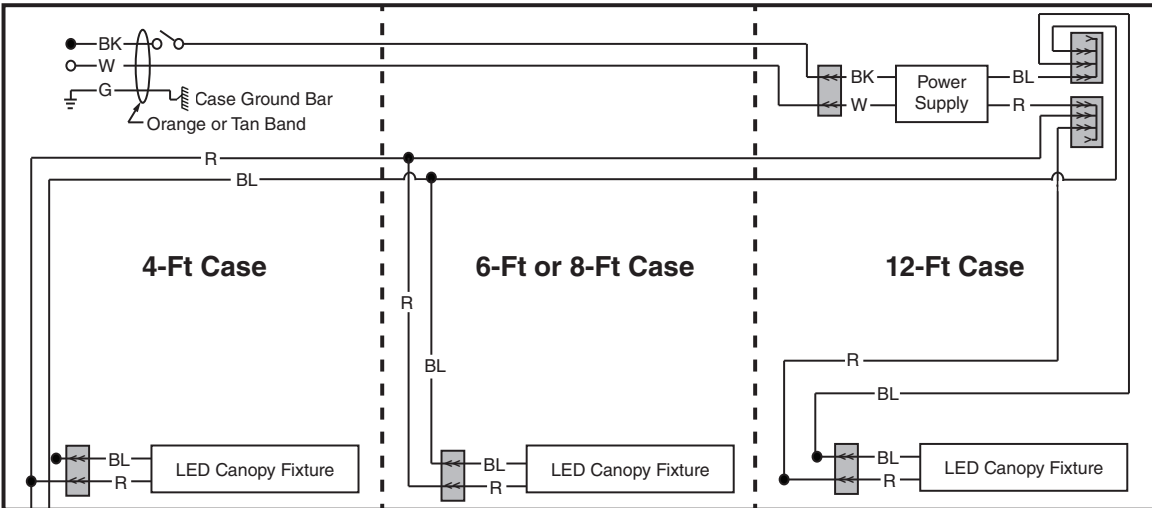 BK
W
G
Case Ground Bar
Orange or Tan Band
BK
W
Power
Supply
BL
R
R
BL
4-Ft Case
6-Ft or 8-Ft Case
12-Ft Case
R
BL
R
BL
BL
R
LED Canopy Fixture
BL
R
LED Canopy Fixture
BL
R
LED Canopy Fixture